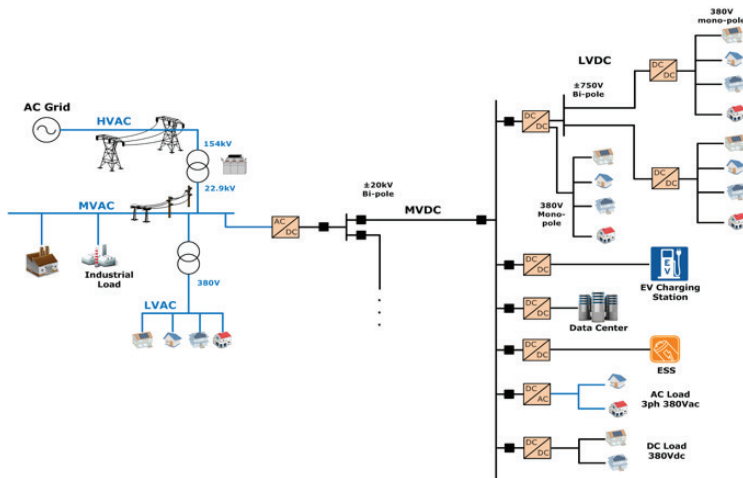 380V
mono-pole
LVDC
DC
DC
±750V
Bi-pole
AC Grid
HVAC
154kV
DC
DC
22.9kV
±20kV
Bi-pole
DC
DC
MVAC
MVDC
380V
Mono-
pole
AC
DC
Industrial
Load
380V
DC
DC
EV
EV Charging
Station
LVAC
DC
DC
Data Center
DC
DC
ESS
DC
AC
AC Load
3ph 380Vac
DC
DC
DC Load
380Vdc